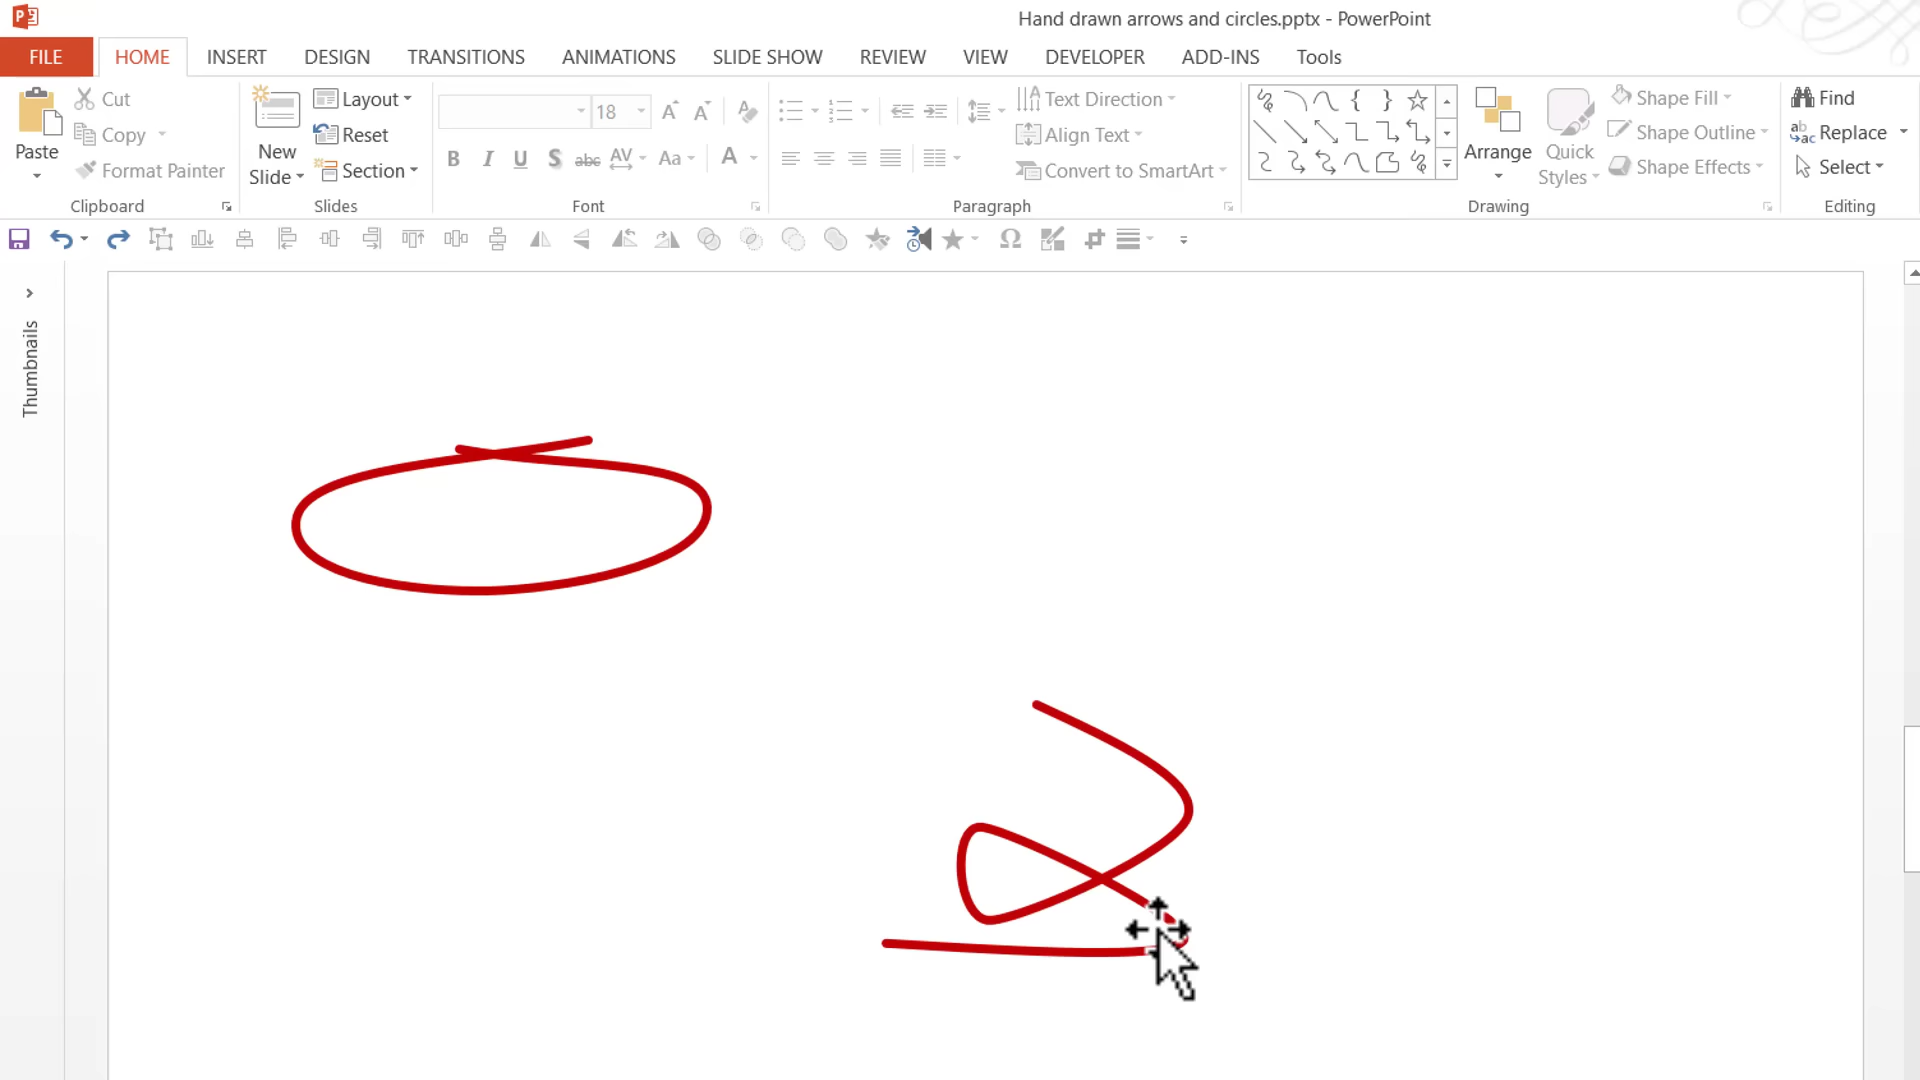 Hand drawn arrows and circles.pptx - PowerPoint
FILE HOME INSERT DESIGN TRANSITIONS ANIMATIONS SLIDE SHOW REVIEW VIEW DEVELOPER ADD-INS Tools
Paste
Cut
Copy
Format Painter
Clipboard
New
Slide
Layout
Reset
Section
Slides
18
B I U S abc AV Aa A
Font
Text Direction
Align Text
Convert to SmartArt
Paragraph
Arrange
Quick
Styles
Shape Fill
Shape Outline
Shape Effects
Drawing
Find
Replace
Select
Editing
Thumbnails